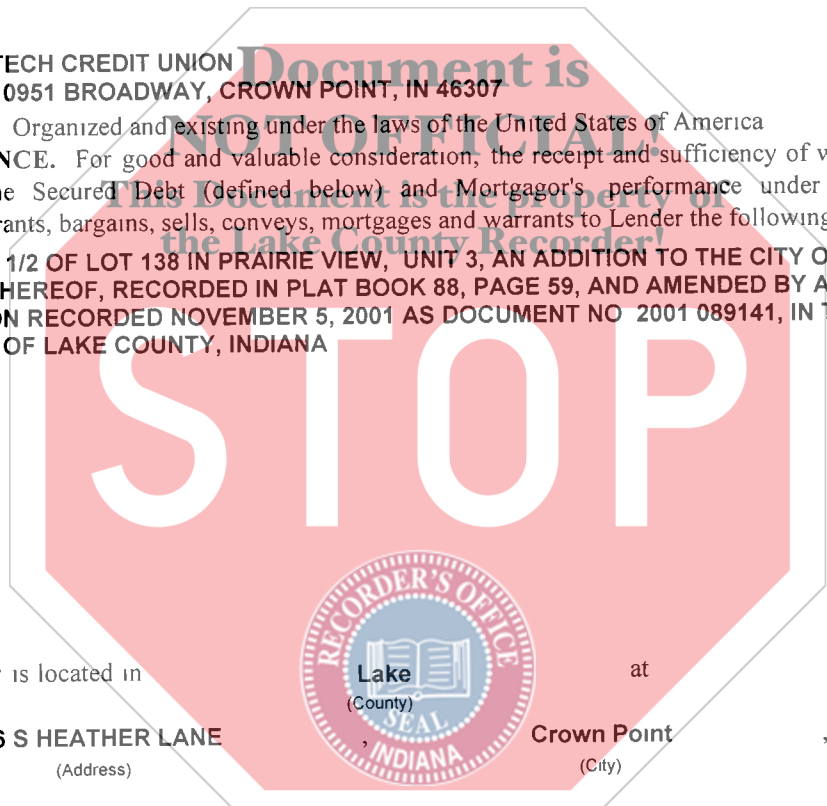 TECH CREDIT UNION
Document is
0951 BROADWAY, CROWN POINT, IN 46307
Organized and existing under the laws of the United States of America
NOT OFFICIAL!
NCE. For good and valuable consideration, the receipt and sufficiency of
Secured Debt (defined below) and Mortgagor's performance under
This Document is the property of
rants, bargains, sells, conveys, mortgages and warrants to Lender the following
the Lake County Recorder!
1/2 OF LOT 138 IN PRAIRIE VIEW, UNIT 3, AN ADDITION TO THE CITY O
HEREOF, RECORDED IN PLAT BOOK 88, PAGE 59, AND AMENDED BY A
ON RECORDED NOVEMBER 5, 2001 AS DOCUMENT NO 2001 089141, IN T
OF LAKE COUNTY, INDIANA
STOP
RECORDER'S OFFICE
is located in Lake at
(County)
SEAL
S HEATHER LANE , Crown Point ,
INDIANA
(Address) (City)